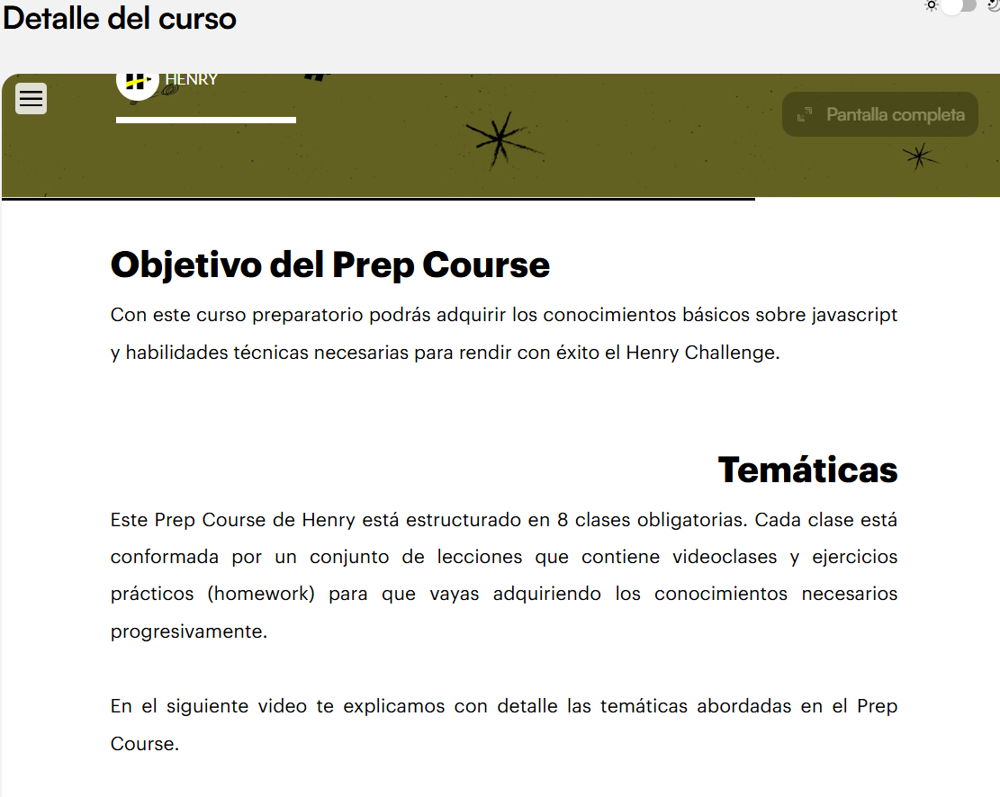 Detalle del curso
HENRY
Pantalla completa
Objetivo del Prep Course
Con este curso preparatorio podrás adquirir los conocimientos básicos sobre javascript
y habilidades técnicas necesarias para rendir con éxito el Henry Challenge.
Temáticas
Este Prep Course de Henry está estructurado en 8 clases obligatorias. Cada clase está
conformada por un conjunto de lecciones que contiene videoclases y ejercicios
prácticos (homework) para que vayas adquiriendo los conocimientos necesarios
progresivamente.
En el siguiente video te explicamos con detalle las temáticas abordadas en el Prep
Course.